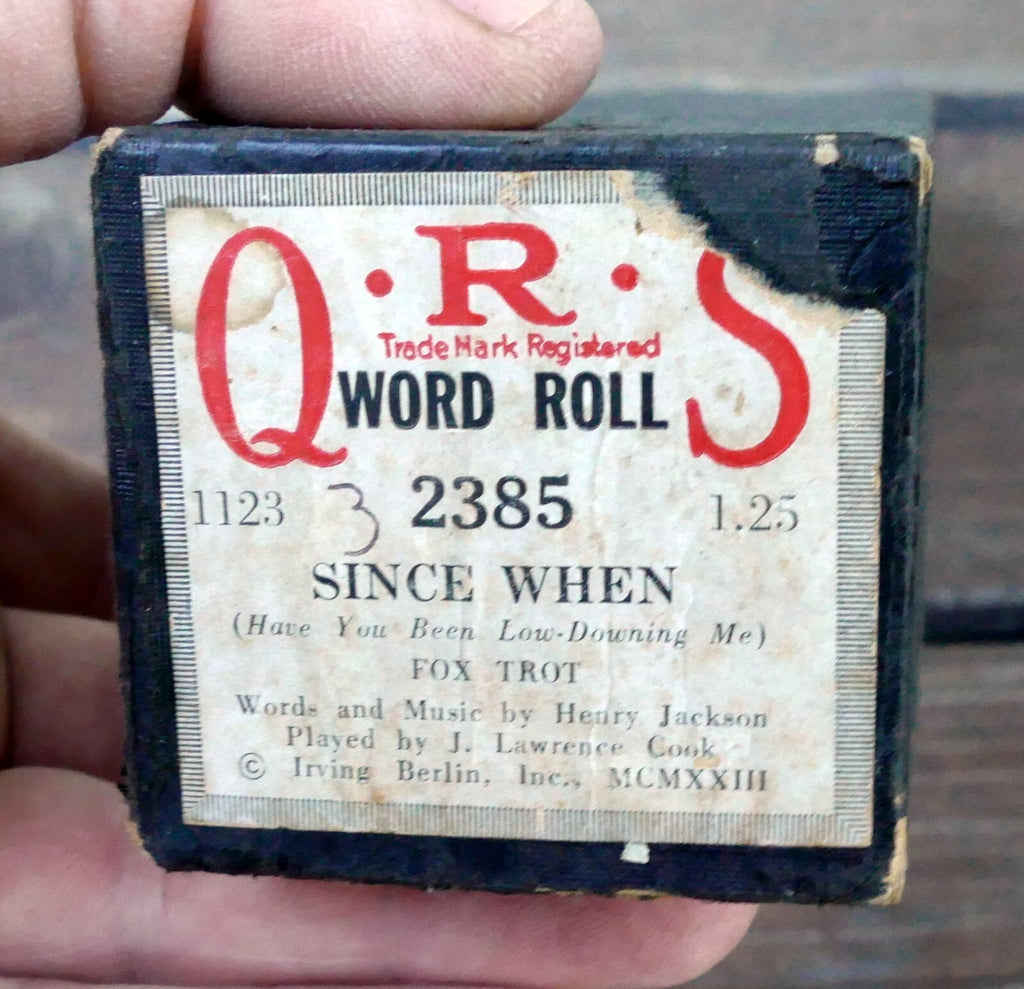 Q·R·S
Trade Mark Registered
WORD ROLL
1123 3 2385 1.25
SINCE WHEN
(Have You Been Low-Downing Me)
FOX TROT
Words and Music by Henry Jackson
Played by J. Lawrence Cook
© Irving Berlin, Inc., MCMXXIII